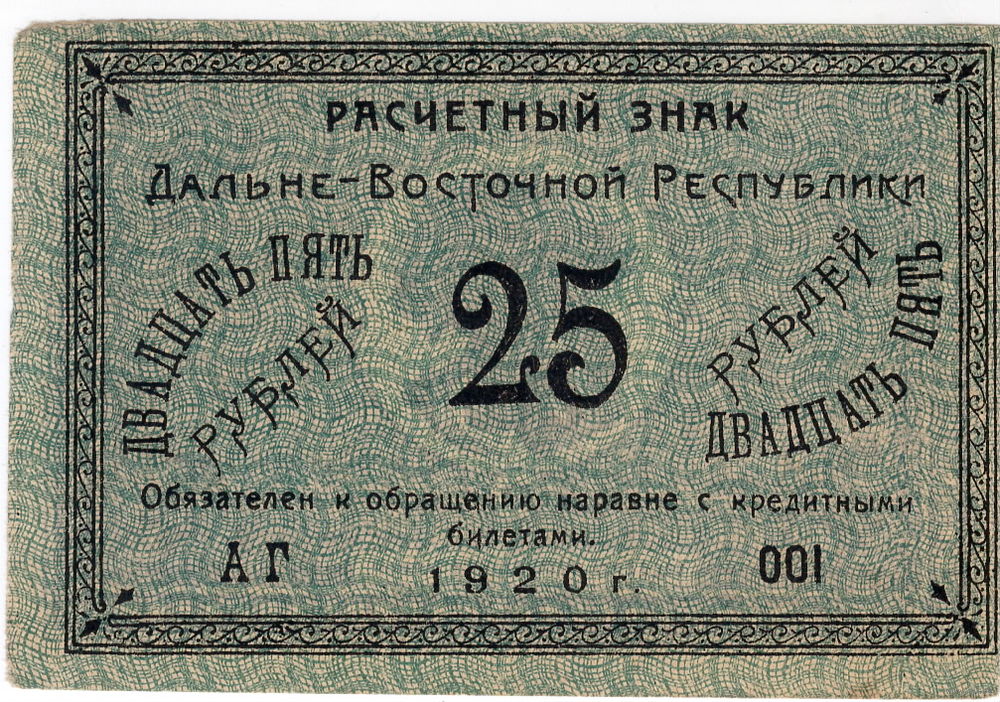 РАСЧЕТНЫЙ ЗНАК
Дальне-Восточной Республики
ДВАДЦАТЬ ПЯТЬ
РУБЛЕЙ
25
РУБЛЕЙ
ДВАДЦАТЬ ПЯТЬ
Обязателен к обращению наравне с кредитными
билетами.
АГ
001
1920 г.